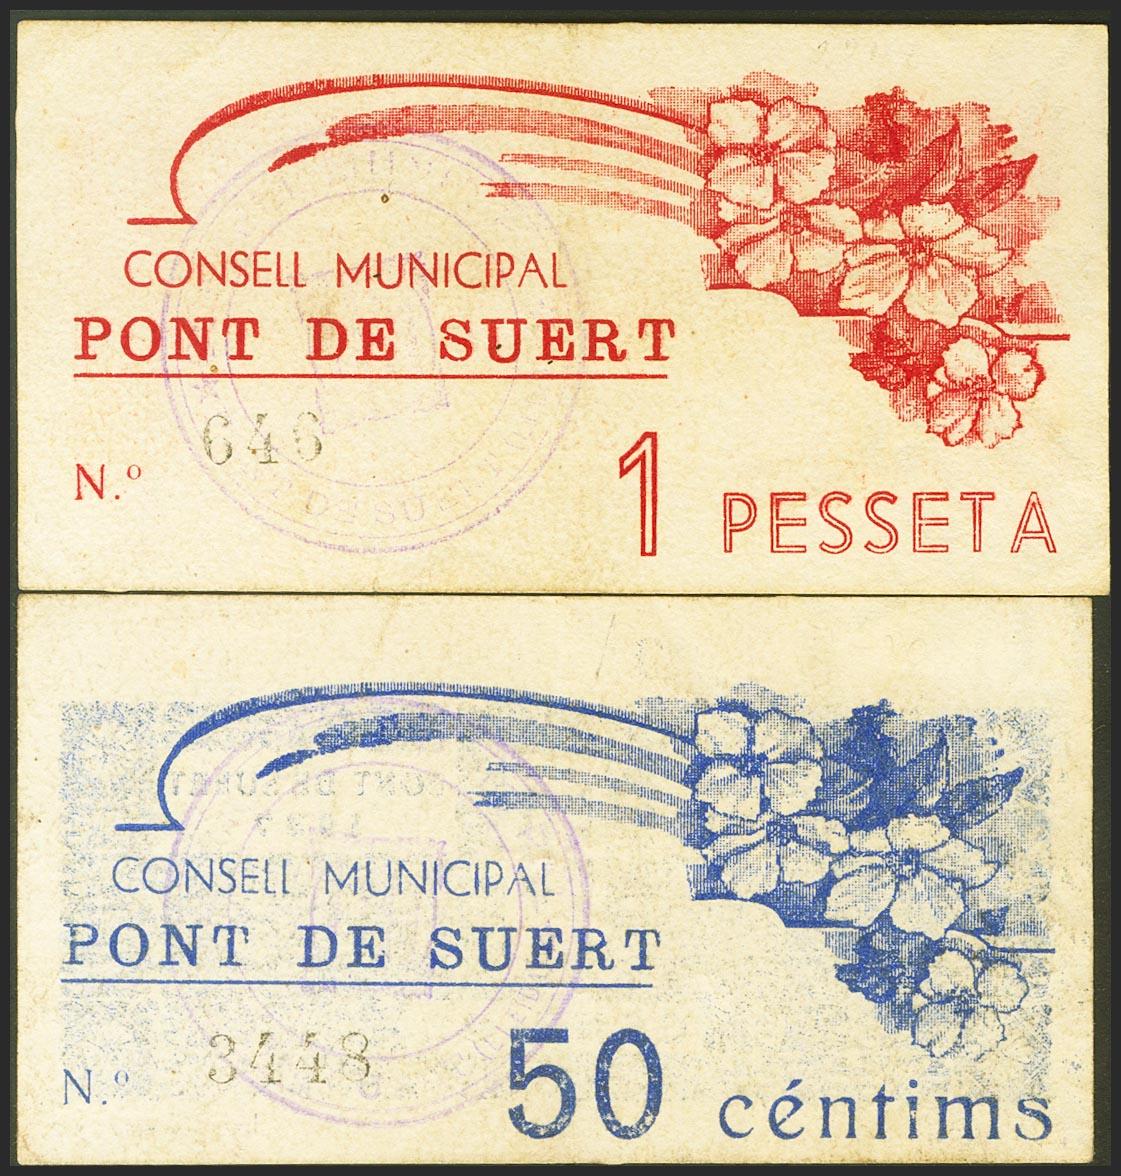 CONSELL MUNICIPAL
PONT DE SUERT
646
N.º
1 PESSETA
CONSELL MUNICIPAL
PONT DE SUERT
3448
N.º
50 céntims